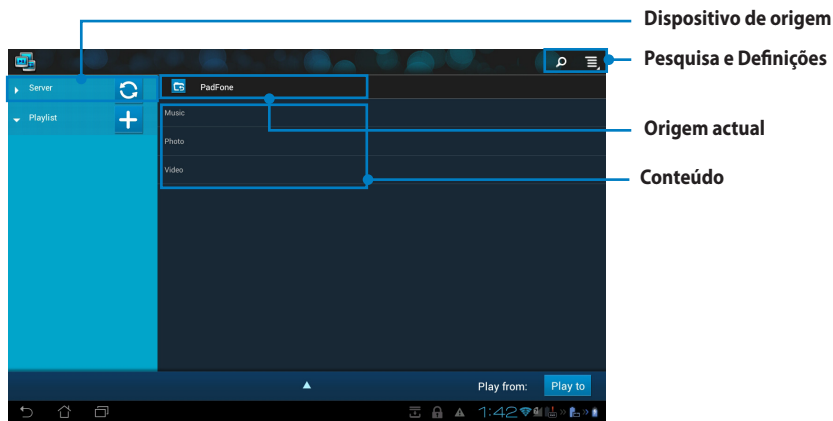 Dispositivo de origem
Pesquisa e Definições
Server
PadFone
Playlist
Music
Origem actual
Photo
Video
Conteúdo
Play from:
Play to
1:42